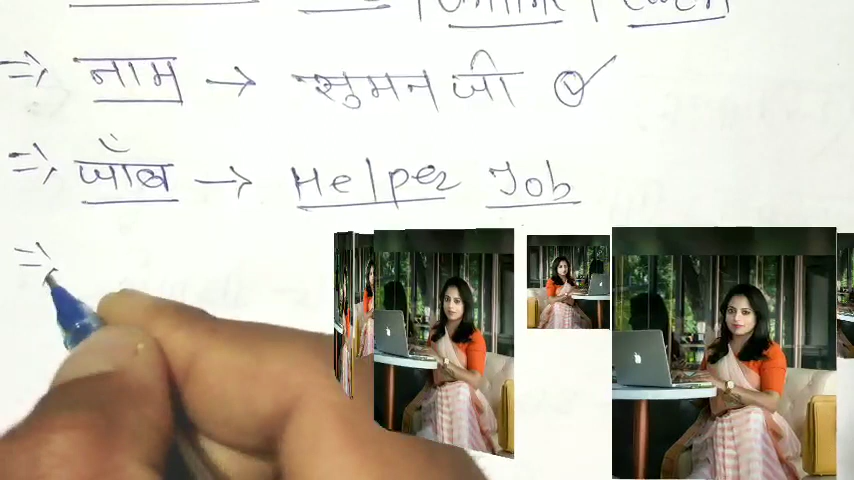 ⇒ नाम → सुमन जी
⇒ जॉब → Helper Job
⇒